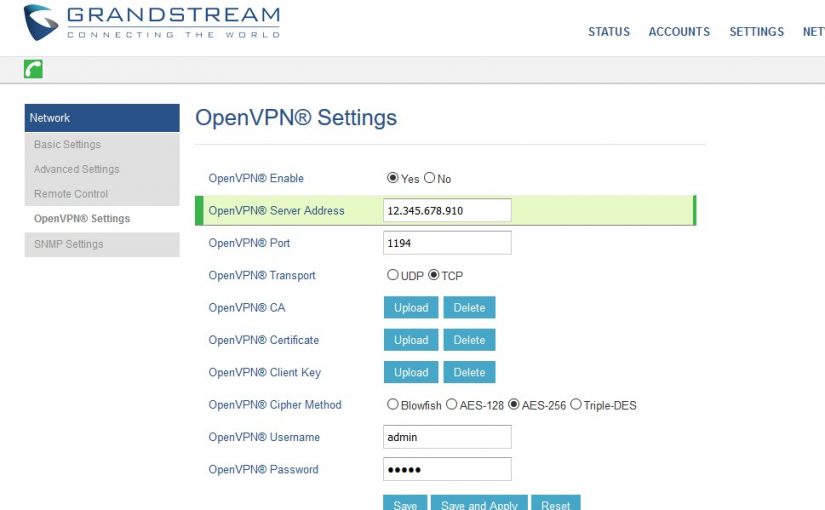 GRANDSTREAM
CONNECTING THE WORLD
STATUS ACCOUNTS SETTINGS NET
Network
Basic Settings
Advanced Settings
Remote Control
OpenVPN® Settings
SNMP Settings
OpenVPN® Settings
OpenVPN® Enable Yes No
OpenVPN® Server Address 12.345.678.910
OpenVPN® Port 1194
OpenVPN® Transport UDP TCP
OpenVPN® CA Upload Delete
OpenVPN® Certificate Upload Delete
OpenVPN® Client Key Upload Delete
OpenVPN® Cipher Method Blowfish AES-128 AES-256 Triple-DES
OpenVPN® Username admin
OpenVPN® Password •••••
Save Save and Apply Reset